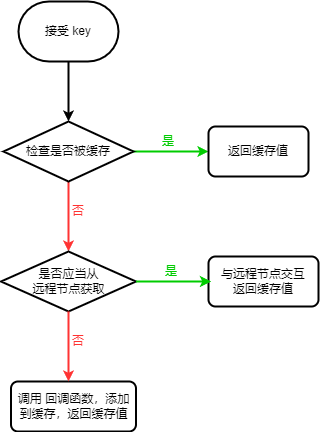 接受 key
检查是否被缓存
是
返回缓存值
否
是否应当从
远程节点获取
是
与远程节点交互
返回缓存值
否
调用 回调函数，添加
到缓存，返回缓存值